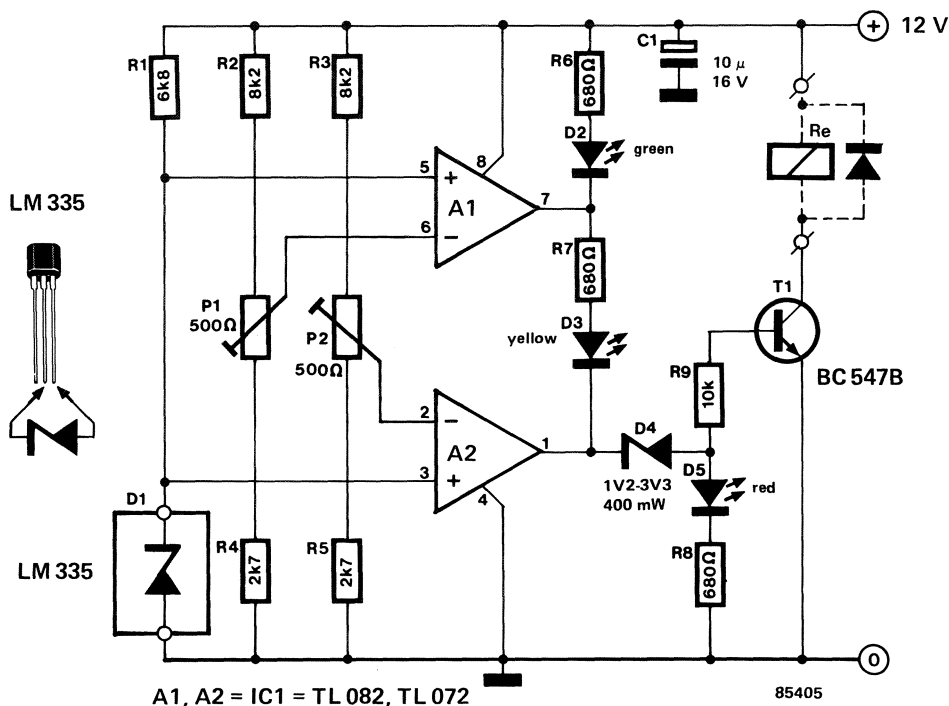 12 V
+
C1
10 µ
16 V
R1
6k8
R2
8k2
R3
8k2
R6
680Ω
D2
green
Re
LM 335
5
+
8
A1
7
6
−
R7
680Ω
P1
500Ω
P2
500Ω
D3
yellow
T1
BC 547B
R9
10k
2
−
A2
1
3
+
4
D4
1V2-3V3
400 mW
D5
red
D1
LM 335
R4
2k7
R5
2k7
R8
680Ω
0
A1, A2 = IC1 = TL 082, TL 072
85405